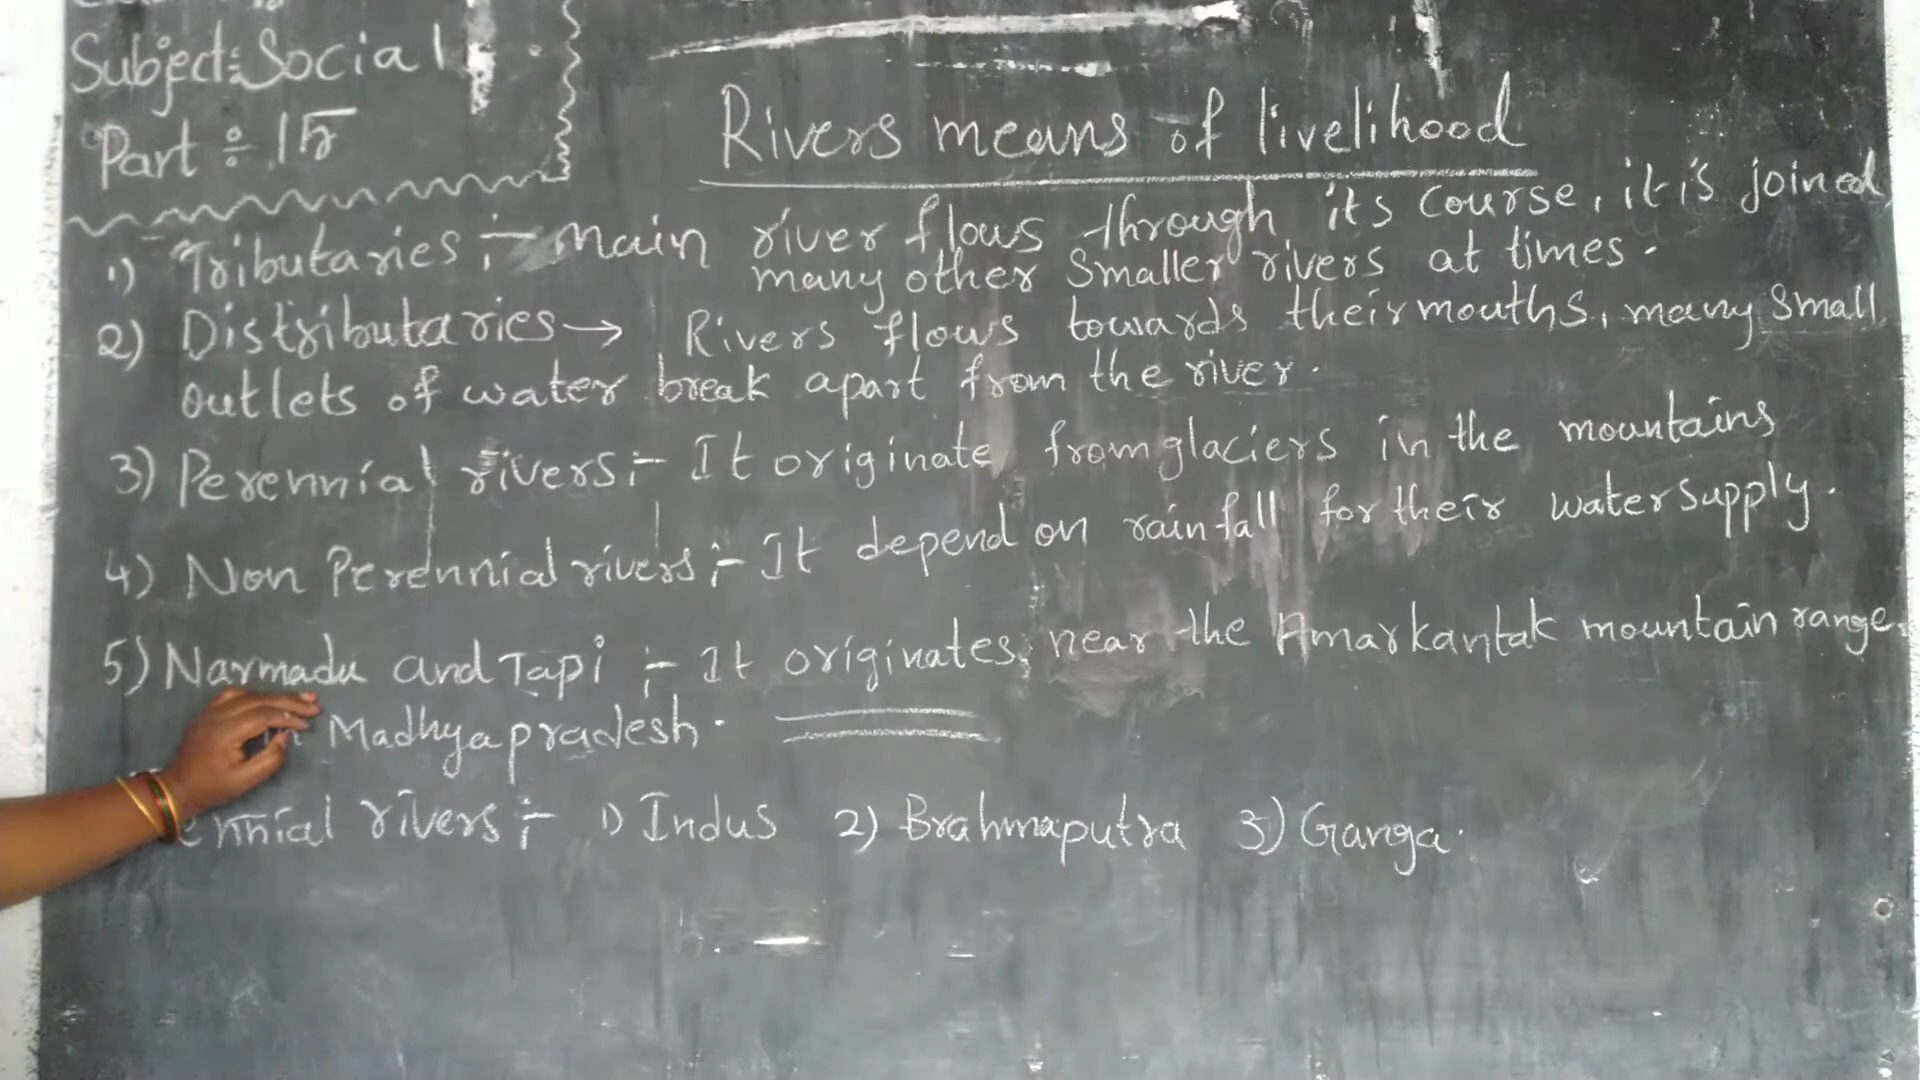 Subject:Social
Part ÷ 15
Rivers means of livelihood
1) Tributaries :- Main river flows through its course, it is joined
many other smaller rivers at times.
2) Distributaries → Rivers flows towards their mouths, many small
outlets of water break apart from the river.
3) Perennial rivers :- It originate from glaciers in the mountains
4) Non Perennial rivers :- It depend on rainfall for their water supply.
5) Narmada and Tapi :- It originates near the Amarkantak mountain range.
Madhyapradesh.
ennial rivers :- 1) Indus 2) Brahmaputra 3) Ganga.